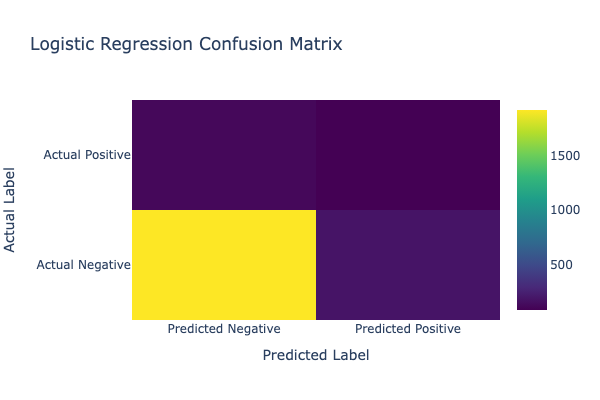 Logistic Regression Confusion Matrix
Actual Label
Actual Positive
Actual Negative
Predicted Negative
Predicted Positive
Predicted Label
1500
1000
500